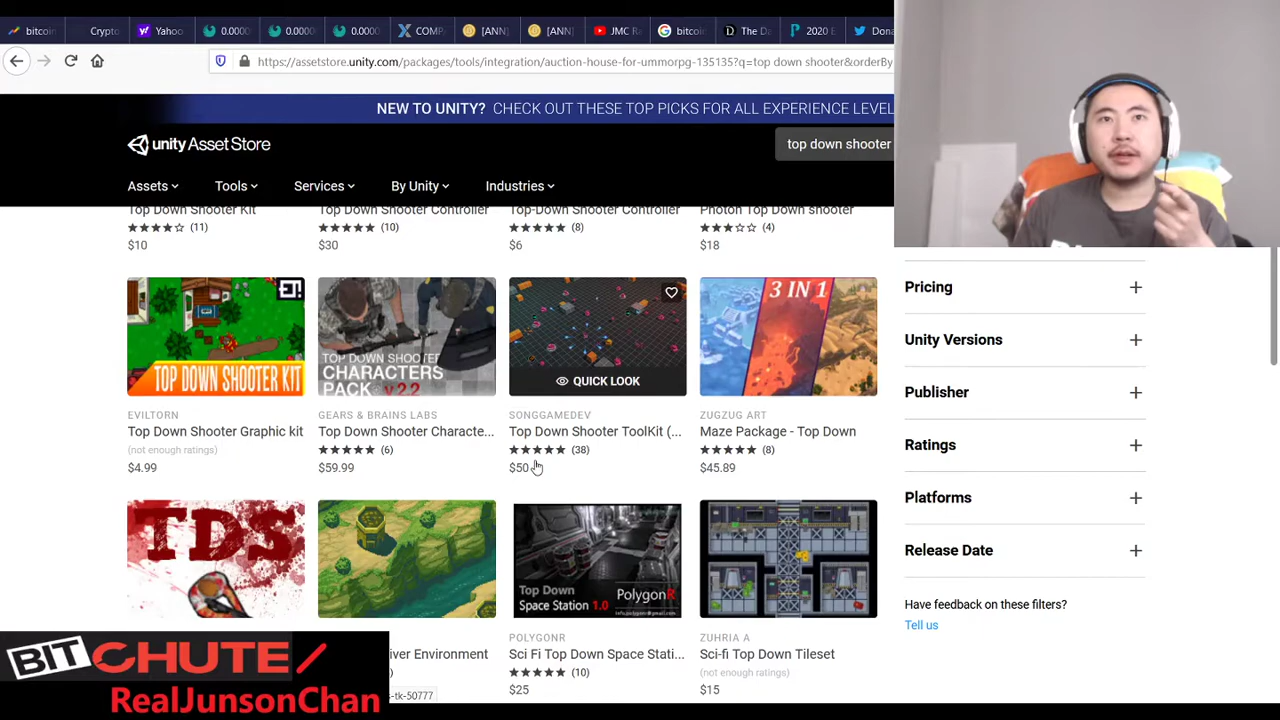 bitcoin
Crypto
Yahoo
0.0000
0.0000
0.0000
COMP
[ANN]
[ANN]
JMC R
bitcoin
The Da
2020 E
Dona
https://assetstore.unity.com/packages/tools/integration/auction-house-for-ummorpg-135135?q=top down shooter&orderBy
NEW TO UNITY? CHECK OUT THESE TOP PICKS FOR ALL EXPERIENCE LEVEL
unity Asset Store
top down shooter
Assets
Tools
Services
By Unity
Industries
Top Down Shooter Kit
(11)
$10
Top Down Shooter Controller
(10)
$30
Top-Down Shooter Controller
(8)
$6
Photon Top Down shooter
(4)
$18
TOP DOWN SHOOTER KIT
EVILTORN
Top Down Shooter Graphic kit
(not enough ratings)
$4.99
TOP DOWN SHOOTER
CHARACTERS
PACK v2.2
GEARS & BRAINS LABS
Top Down Shooter Characte...
(6)
$59.99
QUICK LOOK
SONGGAMEDEV
Top Down Shooter ToolKit (...
(38)
$50
3 IN 1
ZUGZUG ART
Maze Package - Top Down
(8)
$45.89
TDS
iver Environment
s-tk-50777
Top Down
Space Station 1.0
PolygonR
POLYGONR
Sci Fi Top Down Space Stati...
(10)
$25
ZUHRIA A
Sci-fi Top Down Tileset
(not enough ratings)
$15
Pricing
Unity Versions
Publisher
Ratings
Platforms
Release Date
Have feedback on these filters?
Tell us
BITCHUTE/
RealJunsonChan